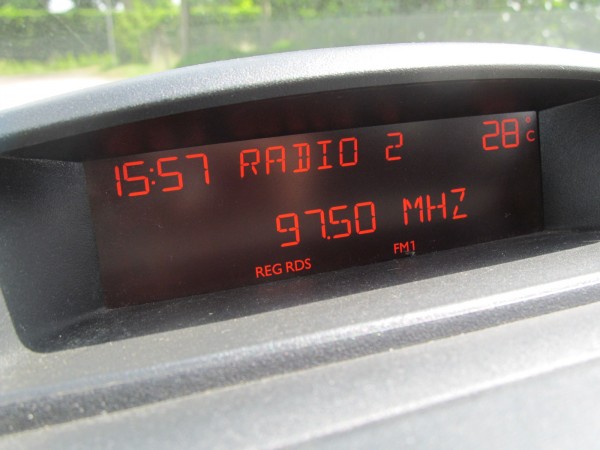 15:57 RADIO 2 28°C
97.50 MHZ
REG RDS FM1